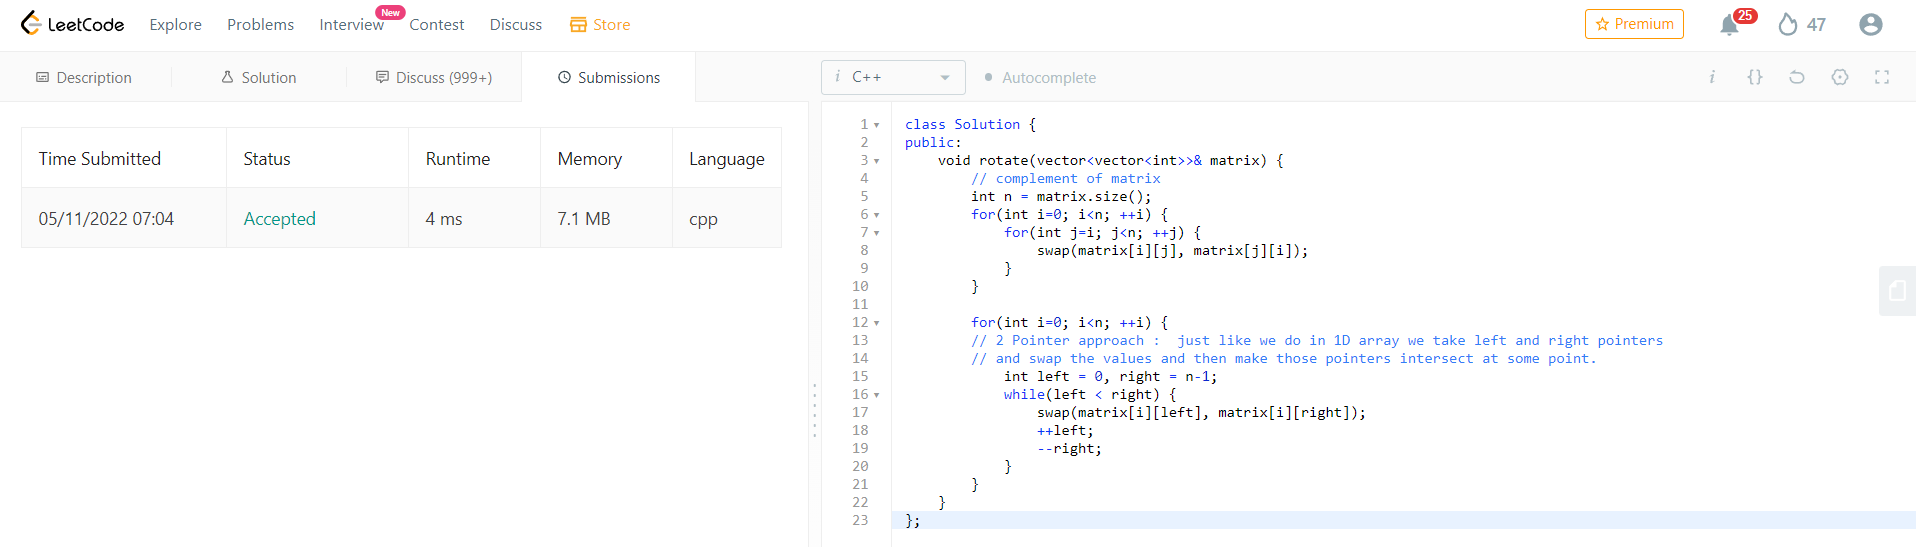 LeetCode Explore Problems Interview New Contest Discuss Store Premium 25 47
Description Solution Discuss (999+) Submissions
Time Submitted Status Runtime Memory Language
05/11/2022 07:04 Accepted 4 ms 7.1 MB cpp
i C++ Autocomplete i {}
1 class Solution {
2 public:
3     void rotate(vector<vector<int>>& matrix) {
4         // complement of matrix
5         int n = matrix.size();
6         for(int i=0; i<n; ++i) {
7             for(int j=i; j<n; ++j) {
8                 swap(matrix[i][j], matrix[j][i]);
9             }
10         }
11
12         for(int i=0; i<n; ++i) {
13         // 2 Pointer approach :  just like we do in 1D array we take left and right pointers
14         // and swap the values and then make those pointers intersect at some point.
15             int left = 0, right = n-1;
16             while(left < right) {
17                 swap(matrix[i][left], matrix[i][right]);
18                 ++left;
19                 --right;
20             }
21         }
22     }
23 };